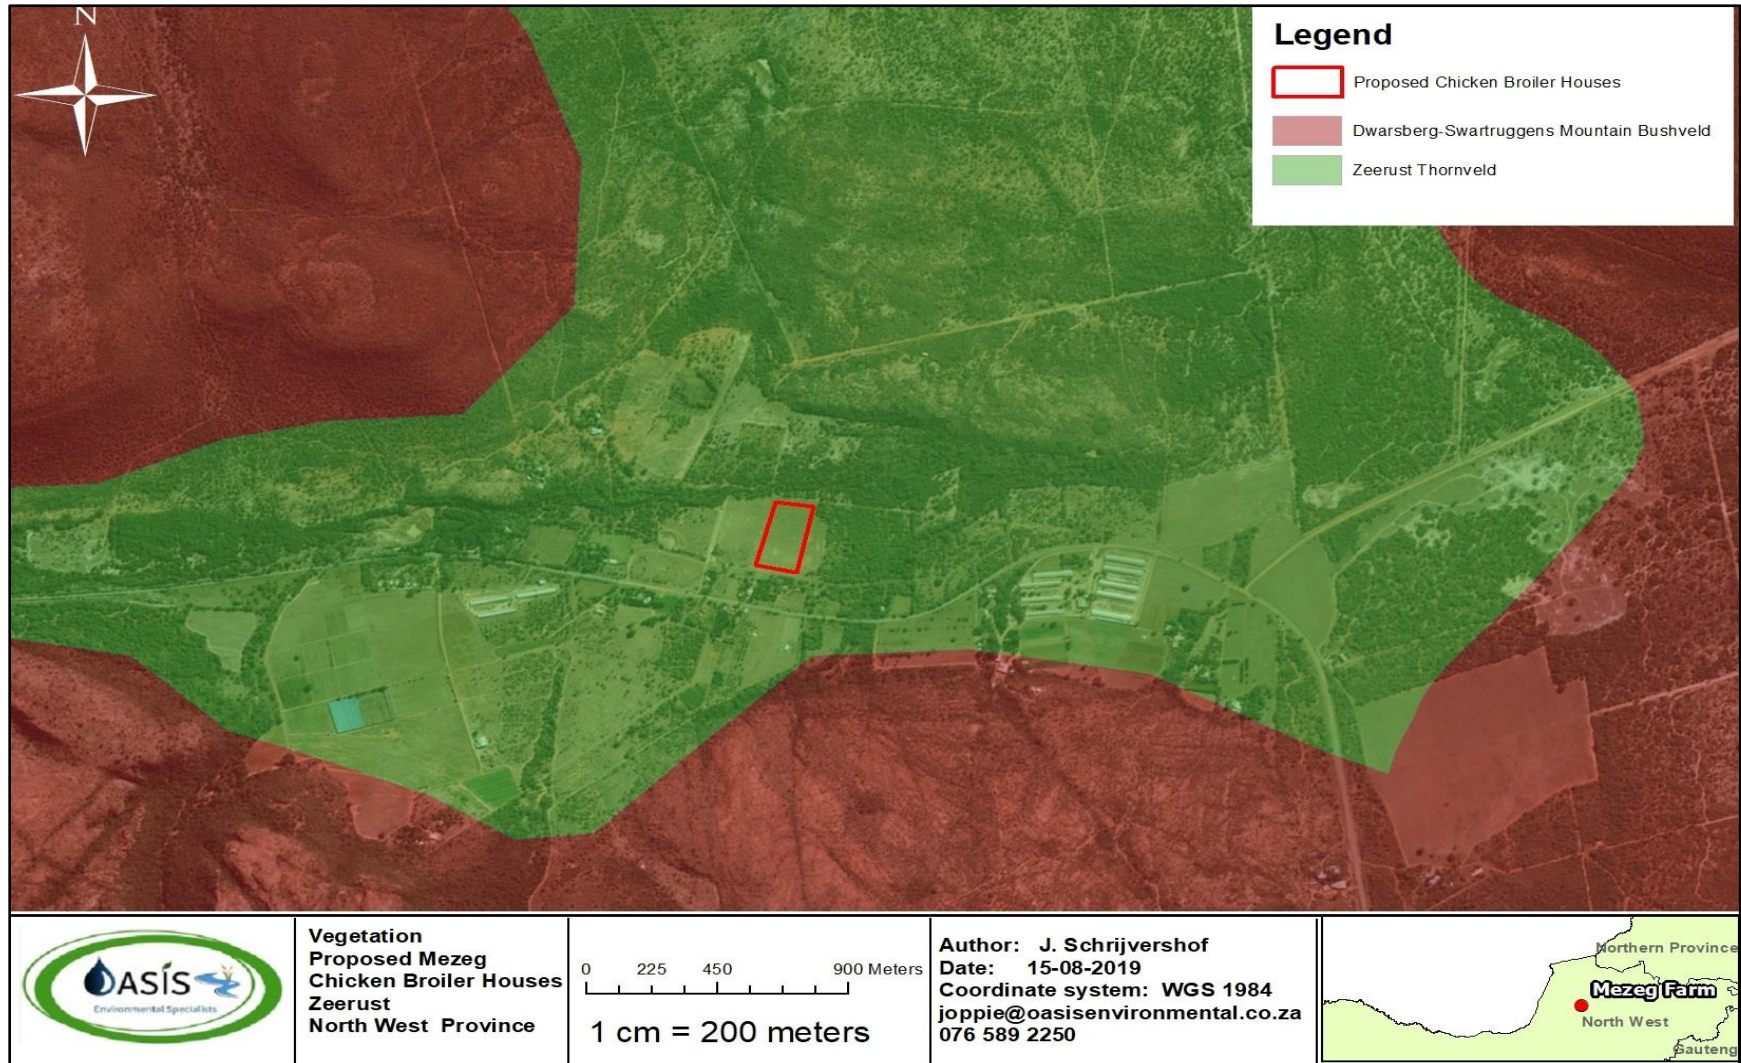 N
Legend
Proposed Chicken Broiler Houses
Dwarsberg-Swartruggens Mountain Bushveld
Zeerust Thornveld
OASIS
Environmental Specialists
Vegetation
Proposed Mezeg
Chicken Broiler Houses
Zeerust
North West Province
0 225 450 900 Meters
1 cm = 200 meters
Author: J. Schrijvershof
Date: 15-08-2019
Coordinate system: WGS 1984
joppie@oasisenvironmental.co.za
076 589 2250
Northern Province
Mezeg Farm
North West
Gauteng